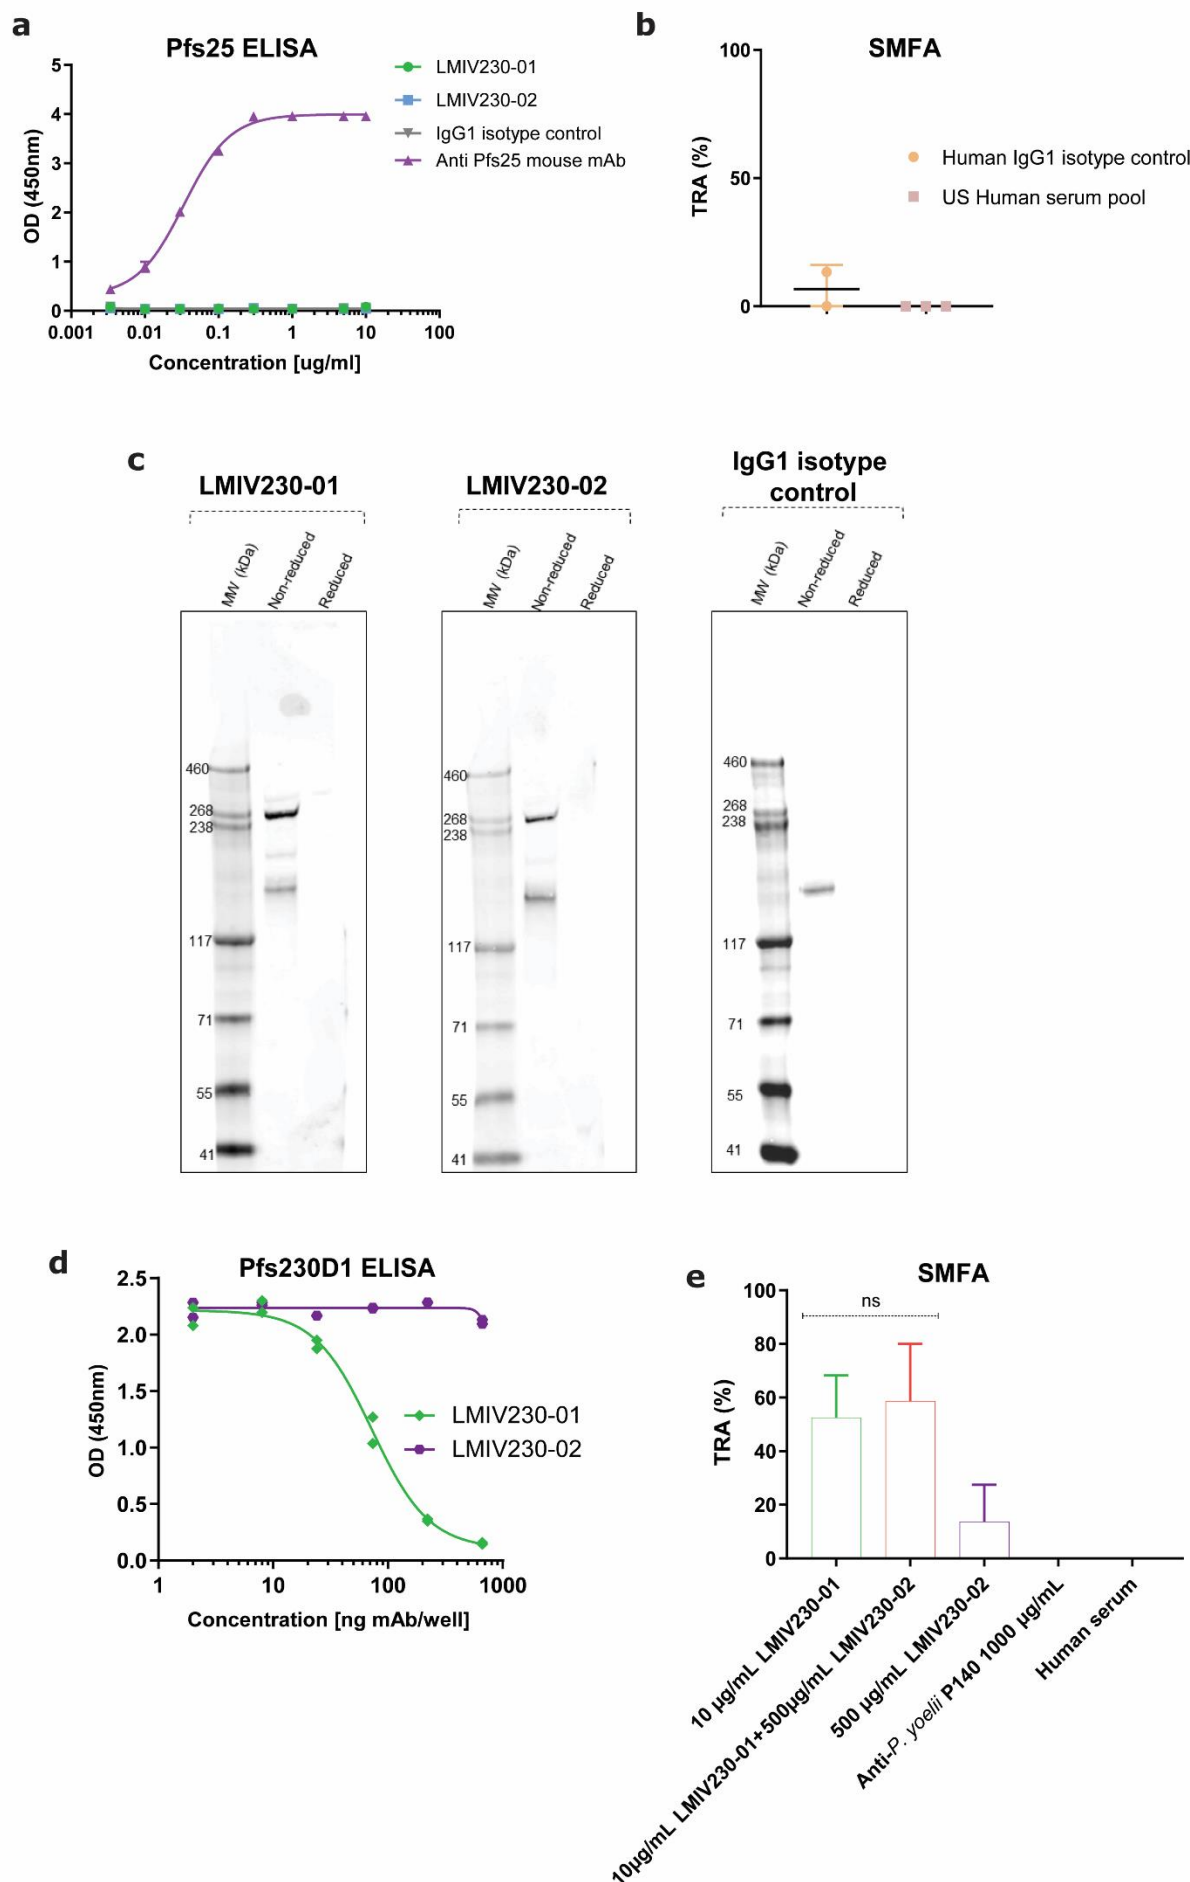 a
Pfs25 ELISA
5
4
3
2
1
0
OD (450nm)
0.001 0.01 0.1 1 10 100
Concentration [ug/ml]
LMIV230-01
LMIV230-02
IgG1 isotype control
Anti Pfs25 mouse mAb
b
SMFA
100
50
0
TRA (%)
Human IgG1 isotype control
US Human serum pool
c
LMIV230-01
MW (kDa)
Non-reduced
Reduced
460
268
238
117
71
55
41
LMIV230-02
MW (kDa)
Non-reduced
Reduced
460
268
238
117
71
55
41
IgG1 isotype
control
MW (kDa)
Non-reduced
Reduced
460
268
238
117
71
55
41
d
Pfs230D1 ELISA
2.5
2.0
1.5
1.0
0.5
0.0
OD (450nm)
1 10 100 1000
Concentration [ng mAb/well]
LMIV230-01
LMIV230-02
e
SMFA
ns
100
80
60
40
20
0
TRA (%)
10 µg/mL LMIV230-01
10µg/mL LMIV230-01+500µg/mL LMIV230-02
500 µg/mL LMIV230-02
Anti-P. yoelii P140 1000 µg/mL
Human serum